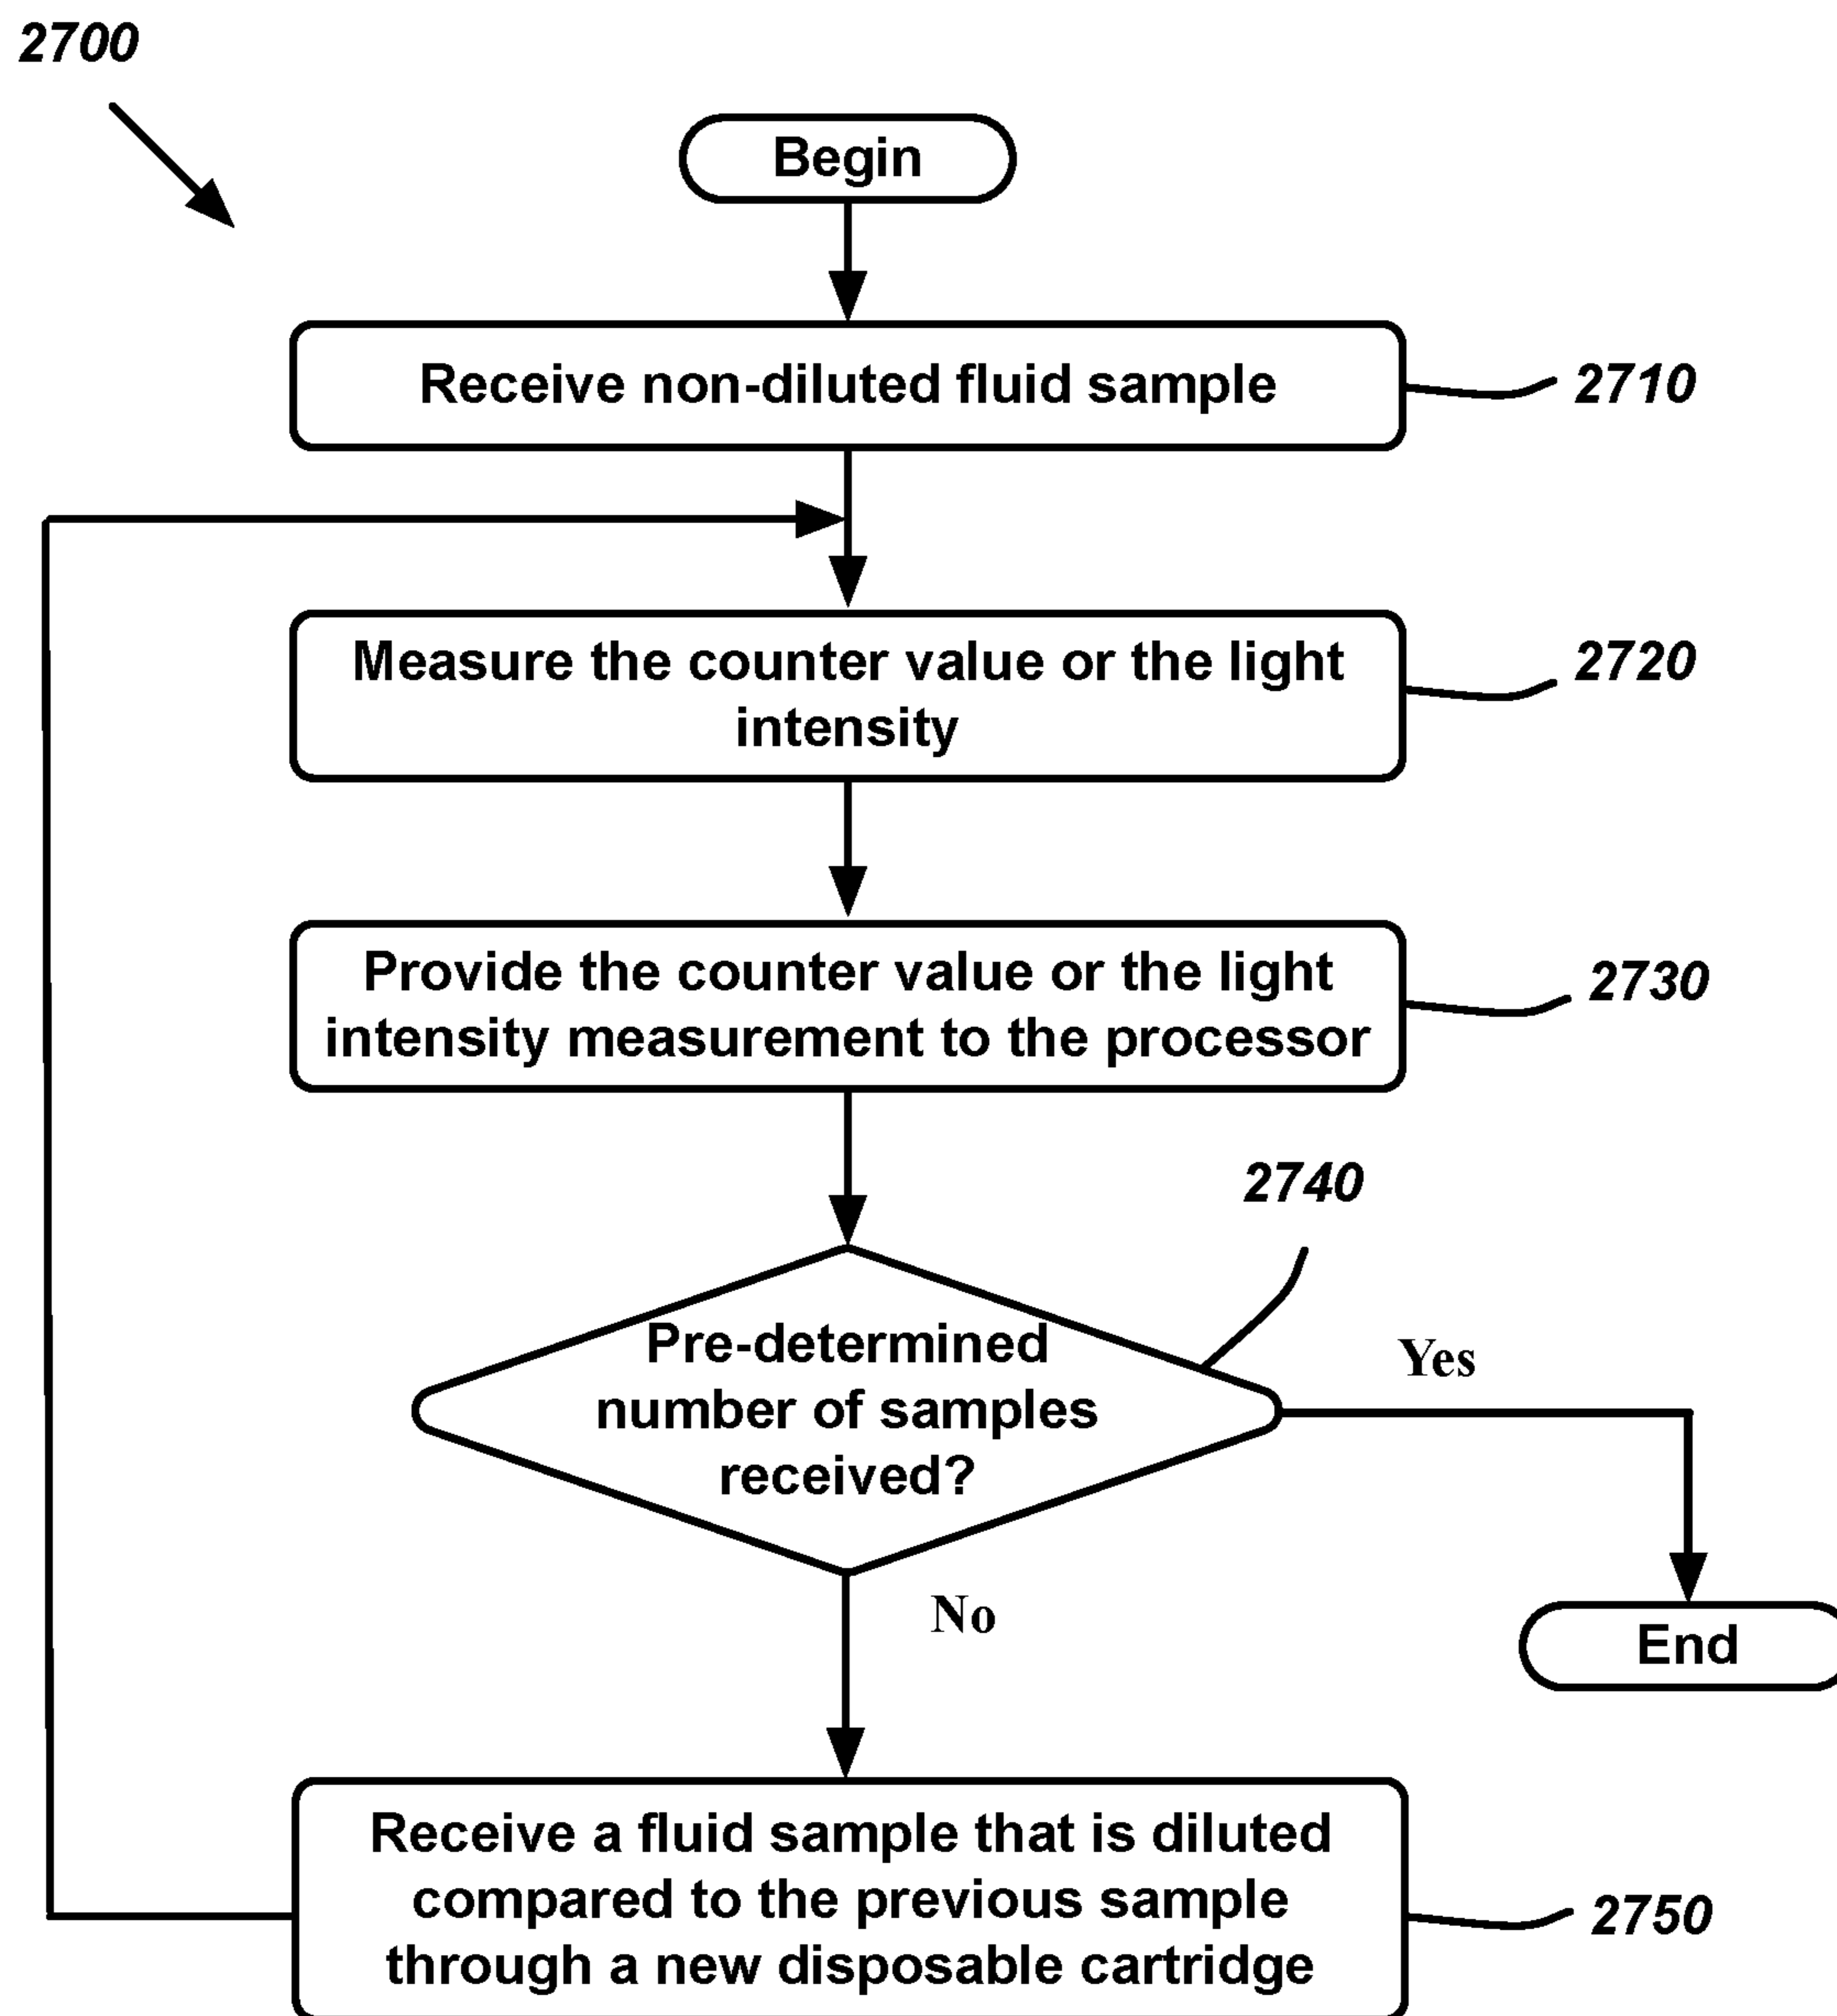 2700
Begin
Receive non-diluted fluid sample
2710
Measure the counter value or the light
intensity
2720
Provide the counter value or the light
intensity measurement to the processor
2730
2740
Pre-determined
number of samples
received?
Yes
No
End
Receive a fluid sample that is diluted
compared to the previous sample
through a new disposable cartridge
2750